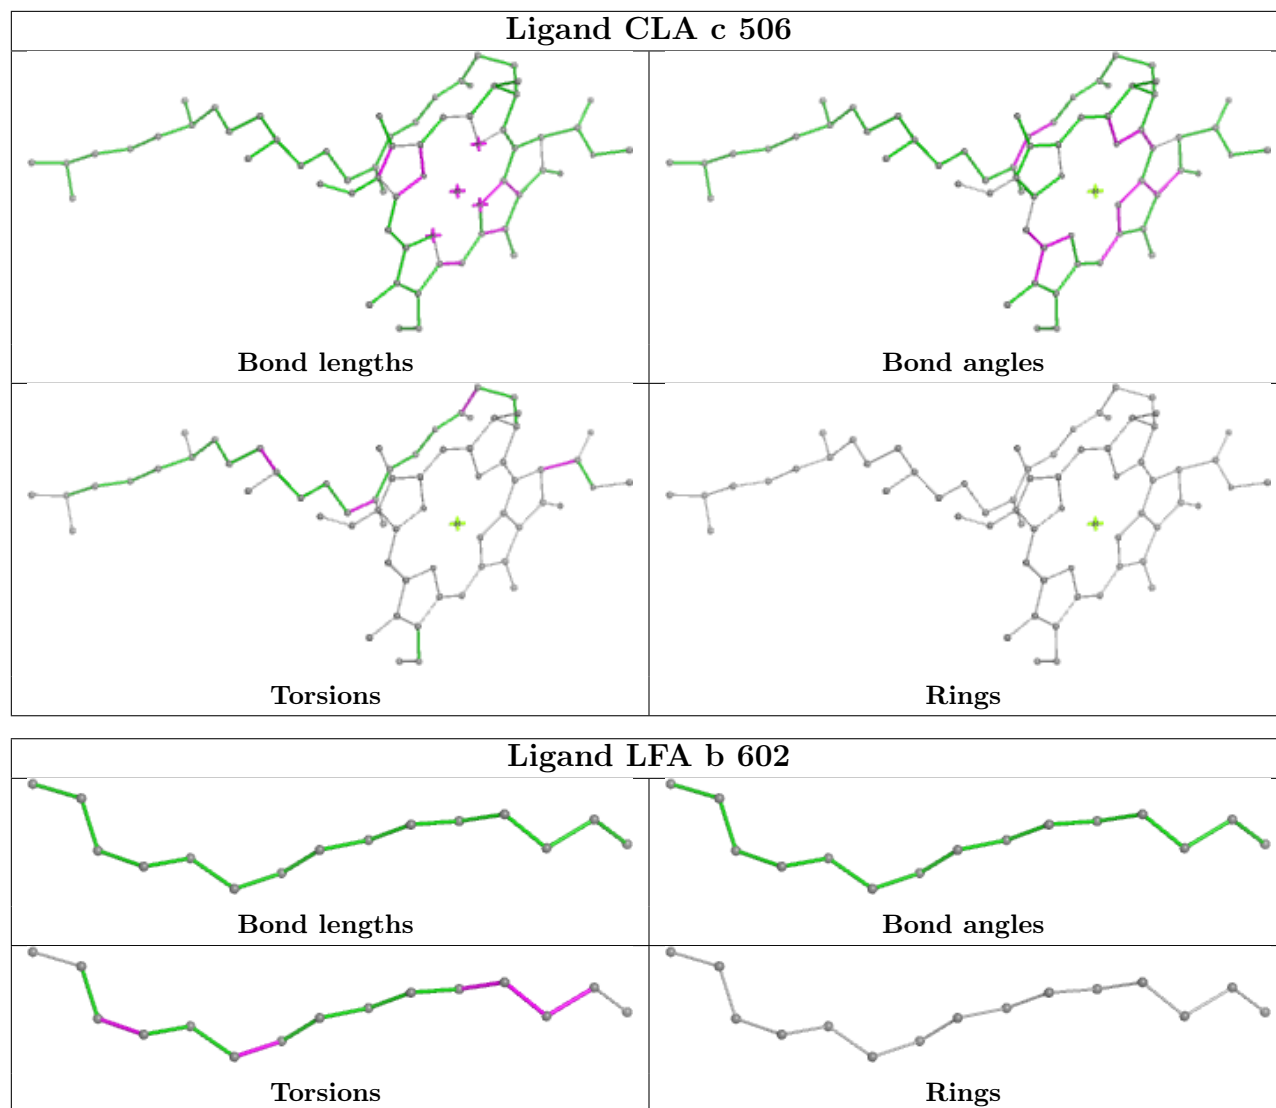 Ligand CLA c 506
Bond lengths
Bond angles
Torsions
Rings
Ligand LFA b 602
Bond lengths
Bond angles
Torsions
Rings